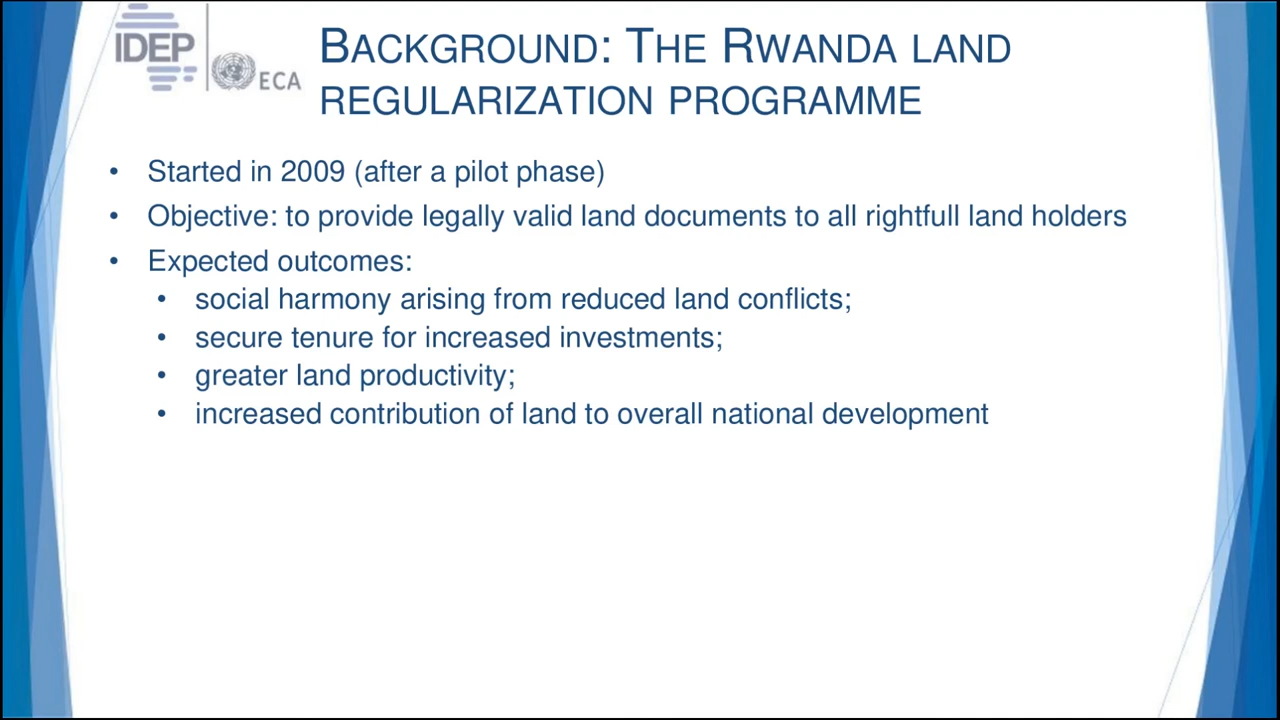 IDEP
ECA
BACKGROUND: THE RWANDA LAND
REGULARIZATION PROGRAMME
• Started in 2009 (after a pilot phase)
• Objective: to provide legally valid land documents to all rightfull land holders
• Expected outcomes:
• social harmony arising from reduced land conflicts;
• secure tenure for increased investments;
• greater land productivity;
• increased contribution of land to overall national development